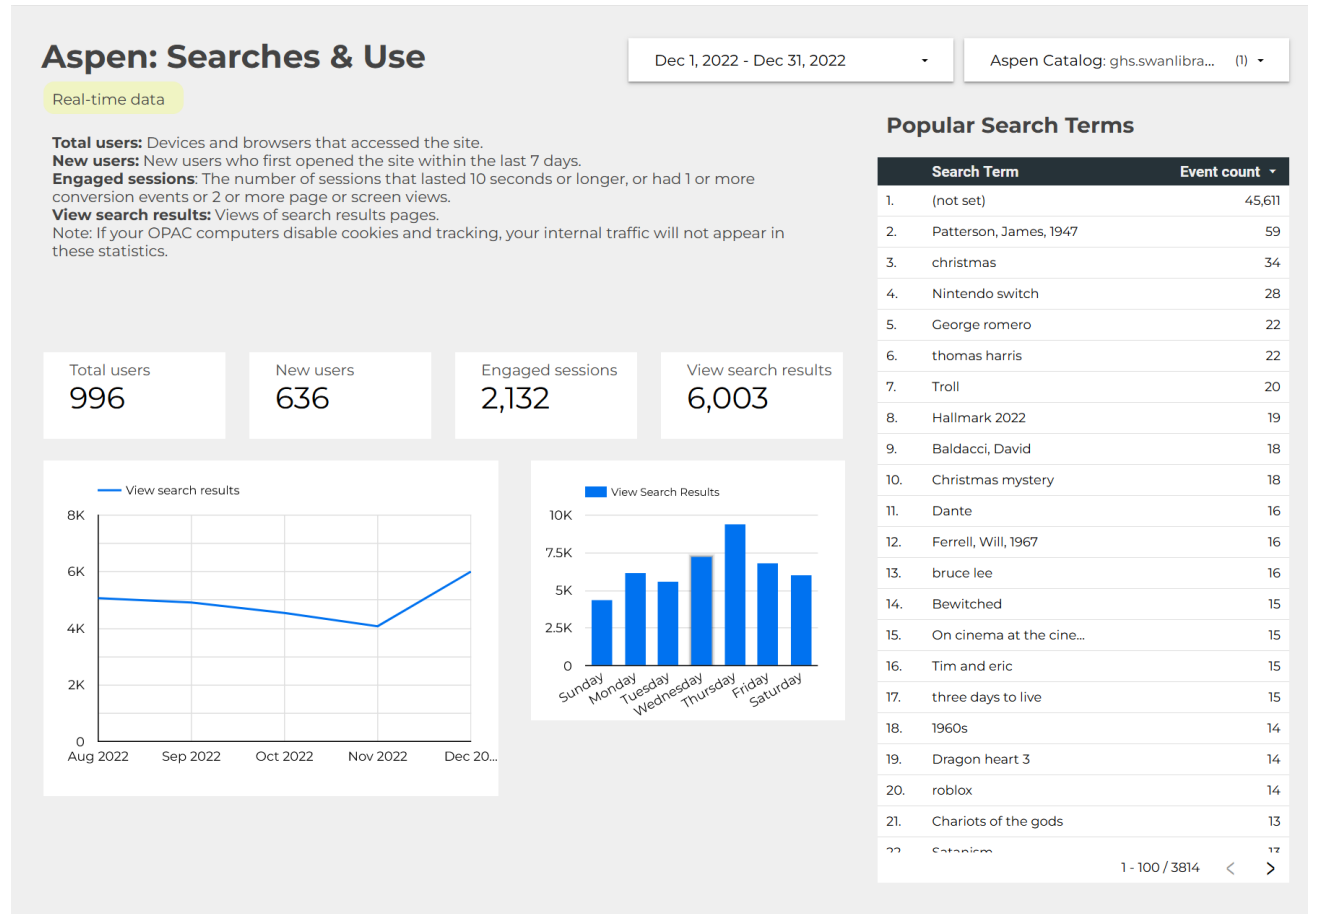 Aspen: Searches & Use
Real-time data
Dec 1, 2022 - Dec 31, 2022
Aspen Catalog: ghs.swanlibra... (1)
Total users: Devices and browsers that accessed the site.
New users: New users who first opened the site within the last 7 days.
Engaged sessions: The number of sessions that lasted 10 seconds or longer, or had 1 or more
conversion events or 2 or more page or screen views.
View search results: Views of search results pages.
Note: If your OPAC computers disable cookies and tracking, your internal traffic will not appear in
these statistics.
Total users
996
New users
636
Engaged sessions
2,132
View search results
6,003
View search results
8K
6K
4K
2K
0
Aug 2022 Sep 2022 Oct 2022 Nov 2022 Dec 20...
View Search Results
10K
7.5K
5K
2.5K
0
Sunday Monday Tuesday Wednesday Thursday Friday Saturday
Popular Search Terms
Search Term Event count
1. (not set) 45,611
2. Patterson, James, 1947 59
3. christmas 34
4. Nintendo switch 28
5. George romero 22
6. thomas harris 22
7. Troll 20
8. Hallmark 2022 19
9. Baldacci, David 18
10. Christmas mystery 18
11. Dante 16
12. Ferrell, Will, 1967 16
13. bruce lee 16
14. Bewitched 15
15. On cinema at the cine... 15
16. Tim and eric 15
17. three days to live 15
18. 1960s 14
19. Dragon heart 3 14
20. roblox 14
21. Chariots of the gods 13
22. Satanism 13
1 - 100 / 3814